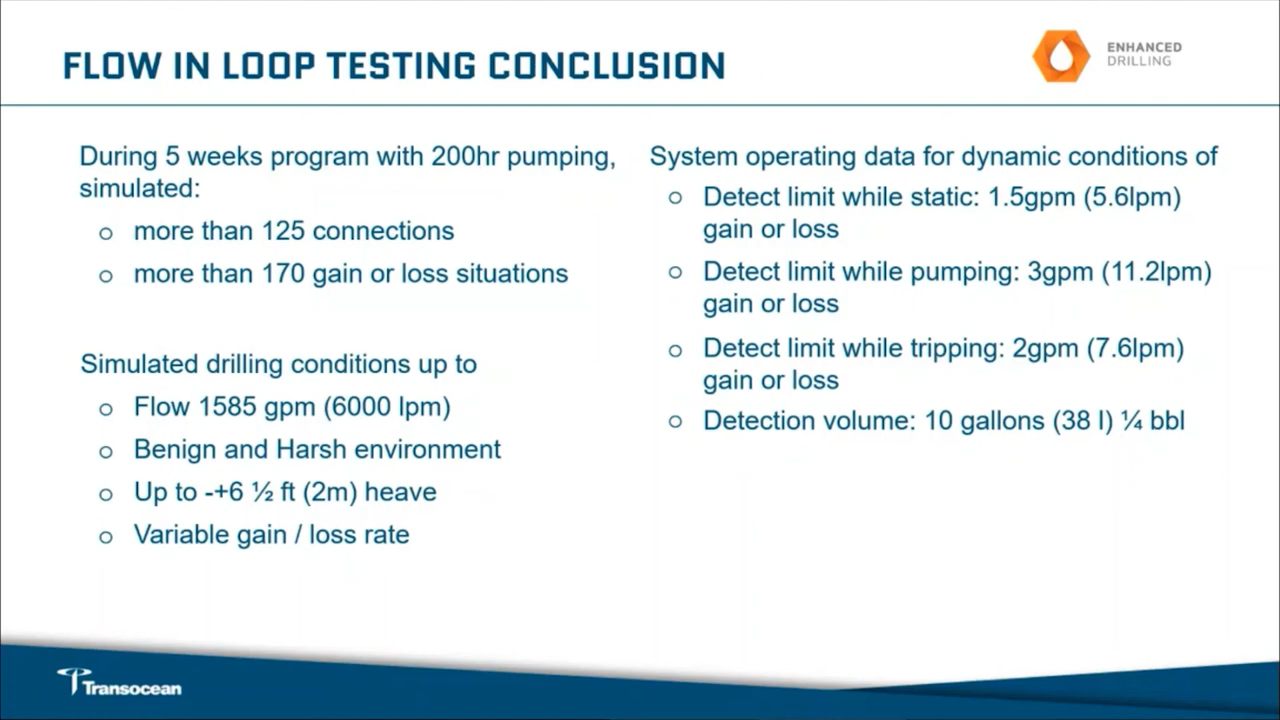 FLOW IN LOOP TESTING CONCLUSION
ENHANCED
DRILLING
During 5 weeks program with 200hr pumping,
simulated:
o more than 125 connections
o more than 170 gain or loss situations
Simulated drilling conditions up to
o Flow 1585 gpm (6000 lpm)
o Benign and Harsh environment
o Up to -+6 ½ ft (2m) heave
o Variable gain / loss rate
System operating data for dynamic conditions of
o Detect limit while static: 1.5gpm (5.6lpm)
gain or loss
o Detect limit while pumping: 3gpm (11.2lpm)
gain or loss
o Detect limit while tripping: 2gpm (7.6lpm)
gain or loss
o Detection volume: 10 gallons (38 l) ¼ bbl
Transocean